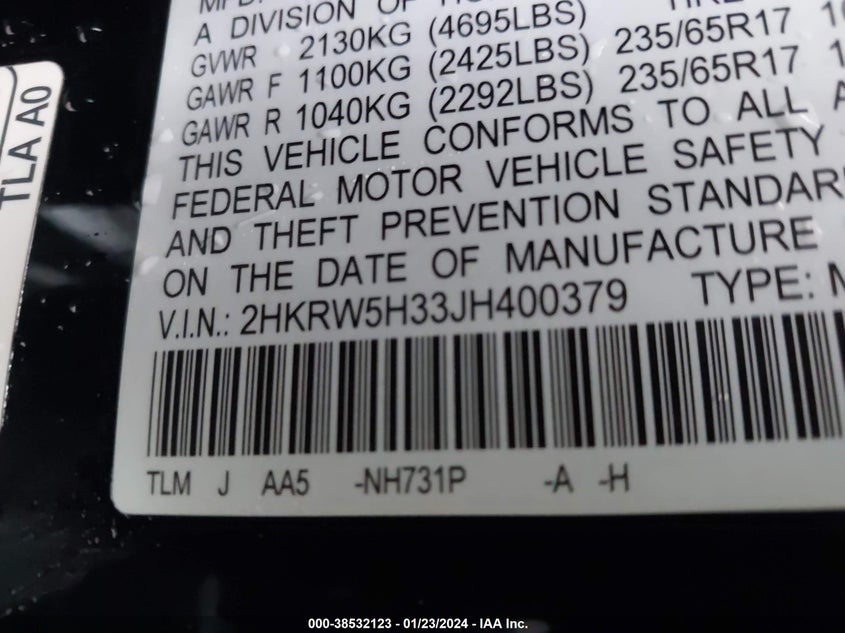 A DIVISION OF
GVWR 2130KG (4695LBS)
GAWR F 1100KG (2425LBS) 235/65R17
GAWR R 1040KG (2292LBS) 235/65R17
THIS VEHICLE CONFORMS TO ALL
FEDERAL MOTOR VEHICLE SAFETY
AND THEFT PREVENTION STANDAR
ON THE DATE OF MANUFACTURE
V.I.N.: 2HKRW5H33JH400379 TYPE: M
TLM J AA5 -NH731P -A -H
TLA A0
000-38532123 - 01/23/2024 - IAA Inc.